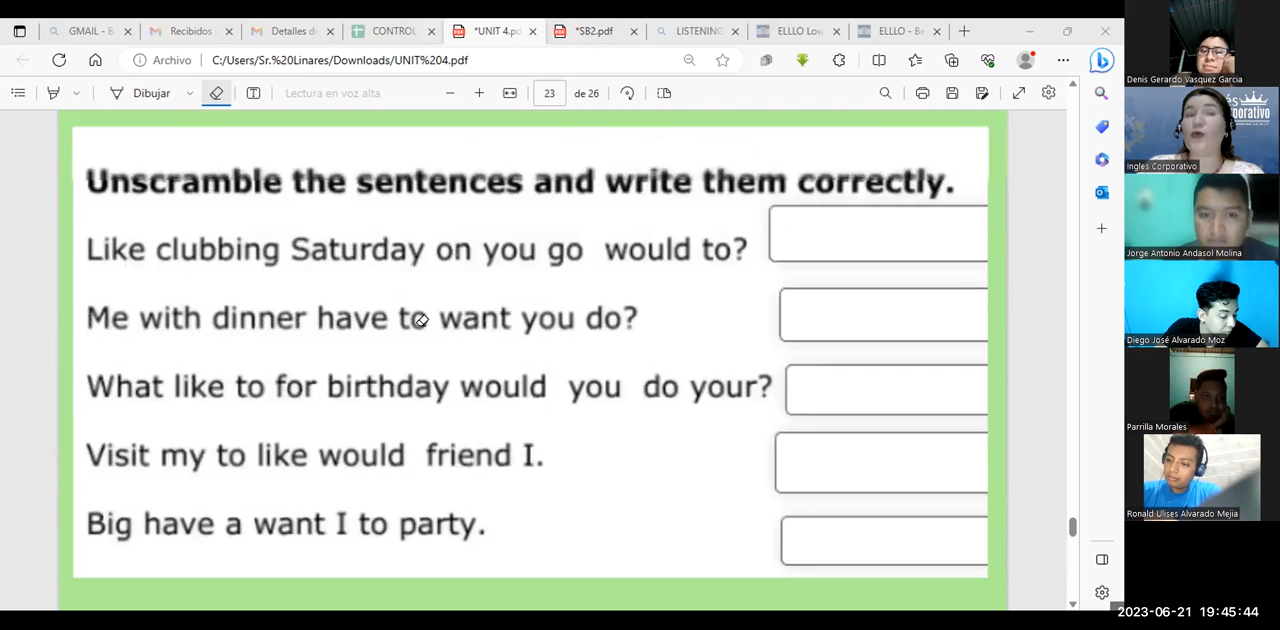 GMAIL - B
Recibidos
Detalles d
CONTROL
*UNIT 4.pd
*SB2.pdf
LISTENING
ELLLO Low
ELLLO - Be
Archivo
C:/Users/Sr.%20Linares/Downloads/UNIT%204.pdf
Dibujar
Lectura en voz alta
23
de 26
Unscramble the sentences and write them correctly.
Like clubbing Saturday on you go would to?
Me with dinner have to want you do?
What like to for birthday would you do your?
Visit my to like would friend I.
Big have a want I to party.
Denis Gerardo Vasquez Garcia
Ingles Corporativo
Jorge Antonio Andasol Molina
Diego José Alvarado Moz
Parrilla Morales
Ronald Ulises Alvarado Mejia
2023-06-21 19:45:44